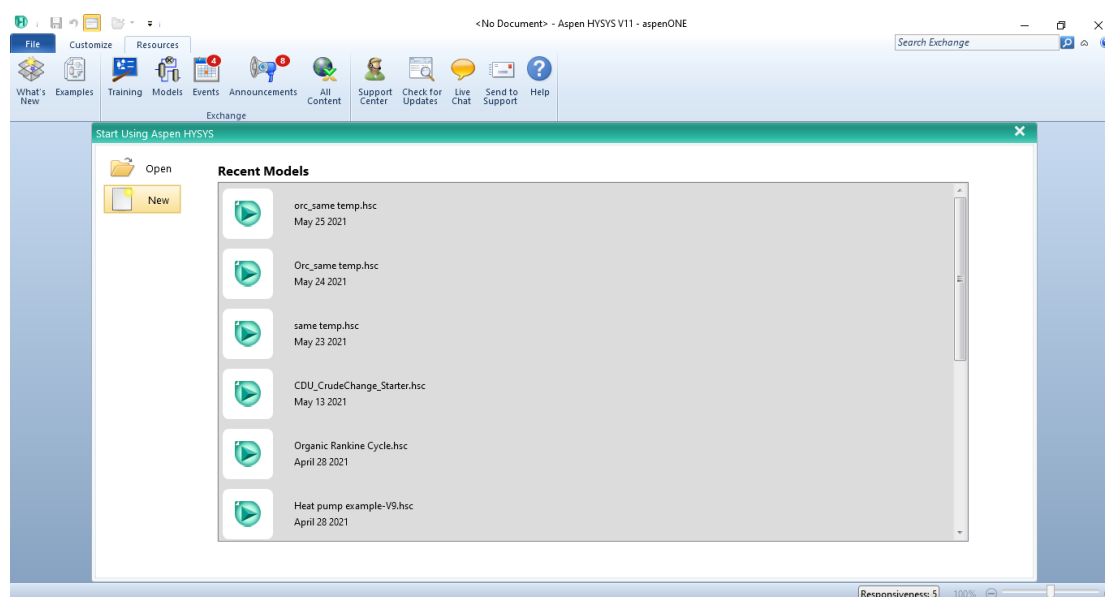 <No Document> - Aspen HYSYS V11 - aspenONE
File Customize Resources Search Exchange
What's New Examples Training Models Events 4 Announcements 8 All Content Support Center Check for Updates Live Chat Send to Support Help
Exchange
Start Using Aspen HYSYS
Open
New
Recent Models
orc_same temp.hsc
May 25 2021
Orc_same temp.hsc
May 24 2021
same temp.hsc
May 23 2021
CDU_CrudeChange_Starter.hsc
May 13 2021
Organic Rankine Cycle.hsc
April 28 2021
Heat pump example-V9.hsc
April 28 2021
Responsiveness: 5 100%